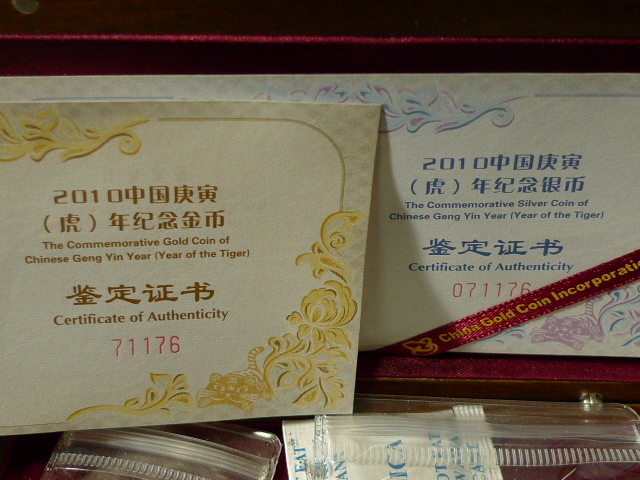 2010中国庚寅
（虎）年纪念金币
The Commemorative Gold Coin of
Chinese Geng Yin Year (Year of the Tiger)
鉴定证书
Certificate of Authenticity
71176
2010中国庚寅
（虎）年纪念银币
The Commemorative Silver Coin of
Chinese Geng Yin Year (Year of the Tiger)
鉴定证书
Certificate of Authenticity
071176
China Gold Coin Incorporatio